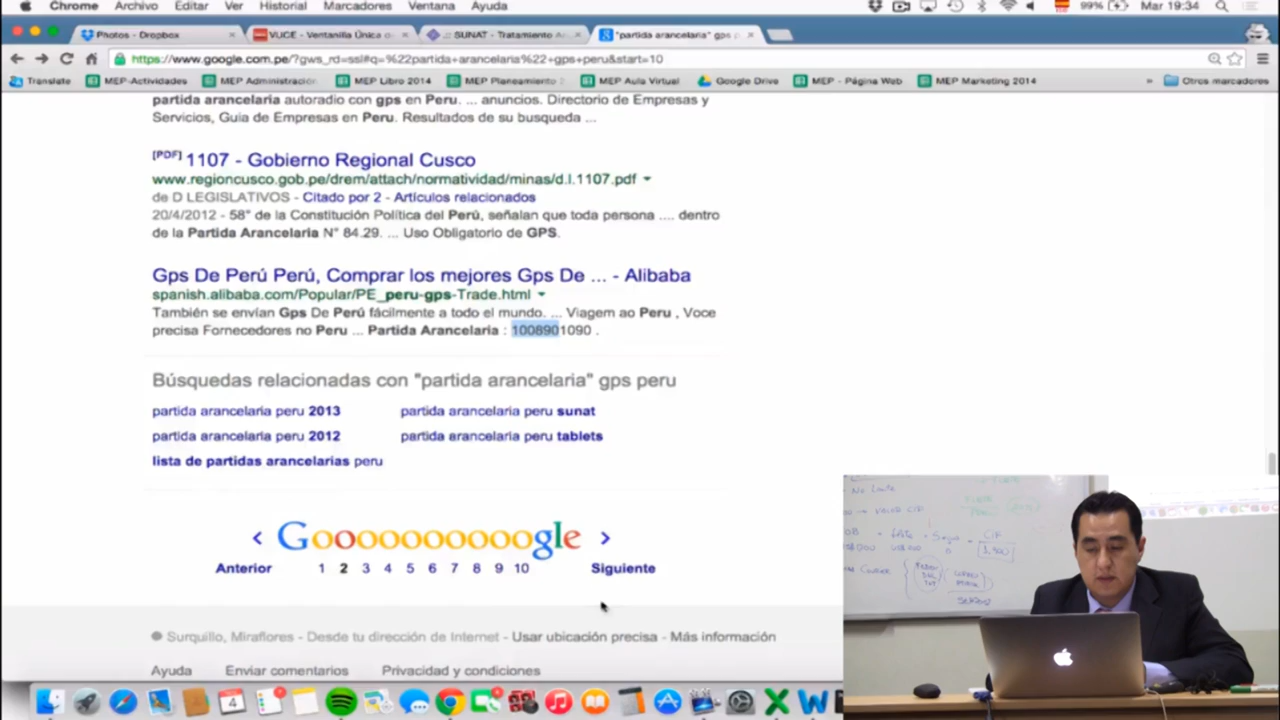 Chrome Archivo Editar Ver Historial Marcadores Ventana Ayuda 99% Mar 19:34
Photos - Dropbox VUCE - Ventanilla Única SUNAT - Tratamiento "partida arancelaria" gps
https://www.google.com.pe/?gws_rd=ssl#q=%22partida+arancelaria%22+gps+peru&start=10
Translate MEP-Actividades MEP Administracion MEP Libro 2014 MEP Planeamiento MEP Aula Virtual Google Drive MEP - Página Web MEP Marketing 2014 » Otros marcadores
partida arancelaria autoradio con gps en Peru. ... anuncios. Directorio de Empresas y
Servicios, Guia de Empresas en Peru. Resultados de su busqueda ...
[PDF] 1107 - Gobierno Regional Cusco
www.regioncusco.gob.pe/drem/attach/normatividad/minas/d.l.1107.pdf
de D LEGISLATIVOS - Citado por 2 - Artículos relacionados
20/4/2012 - 58° de la Constitución Política del Perú, señalan que toda persona .... dentro
de la Partida Arancelaria N° 84.29. ... Uso Obligatorio de GPS.
Gps De Perú Perú, Comprar los mejores Gps De ... - Alibaba
spanish.alibaba.com/Popular/PE_peru-gps-Trade.html
También se envían Gps De Perú fácilmente a todo el mundo. ... Viagem ao Peru , Voce
precisa Fornecedores no Peru ... Partida Arancelaria : 1008901090 .
Búsquedas relacionadas con "partida arancelaria" gps peru
partida arancelaria peru 2013 partida arancelaria peru sunat
partida arancelaria peru 2012 partida arancelaria peru tablets
lista de partidas arancelarias peru
< Goooooooooogle >
Anterior 1 2 3 4 5 6 7 8 9 10 Siguiente
Surquillo, Miraflores - Desde tu dirección de Internet - Usar ubicación precisa - Más información
Ayuda Enviar comentarios Privacidad y condiciones
4
No Limite
VALOR CIF
CIF